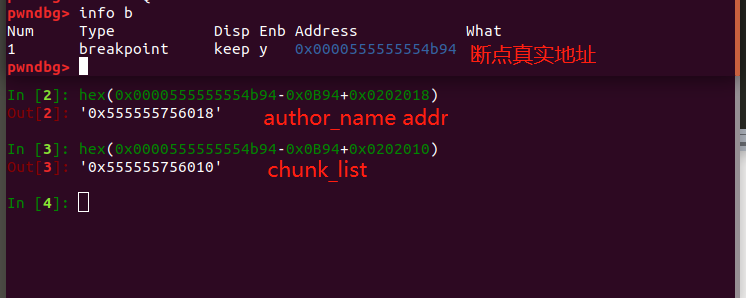 pwndbg> info b
Num Type Disp Enb Address What
1 breakpoint keep y 0x0000555555554b94 断点真实地址
pwndbg>
In [2]: hex(0x0000555555554b94-0x0B94+0x0202018)
Out[2]: '0x555555756018' author_name addr
In [3]: hex(0x0000555555554b94-0x0B94+0x0202010)
Out[3]: '0x555555756010' chunk_list
In [4]: